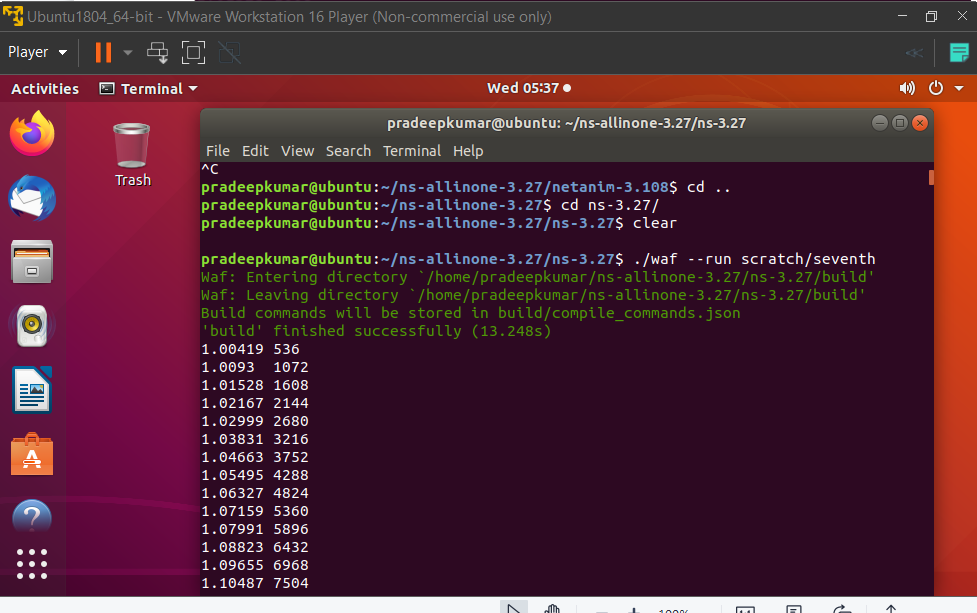 Ubuntu1804_64-bit - VMware Workstation 16 Player (Non-commercial use only)
Player
Activities
Terminal
Wed 05:37
Trash
pradeepkumar@ubuntu: ~/ns-allinone-3.27/ns-3.27
File Edit View Search Terminal Help
^C
pradeepkumar@ubuntu:~/ns-allinone-3.27/netanim-3.108$ cd ..
pradeepkumar@ubuntu:~/ns-allinone-3.27$ cd ns-3.27/
pradeepkumar@ubuntu:~/ns-allinone-3.27/ns-3.27$ clear
pradeepkumar@ubuntu:~/ns-allinone-3.27/ns-3.27$ ./waf --run scratch/seventh
Waf: Entering directory `/home/pradeepkumar/ns-allinone-3.27/ns-3.27/build'
Waf: Leaving directory `/home/pradeepkumar/ns-allinone-3.27/ns-3.27/build'
Build commands will be stored in build/compile_commands.json
'build' finished successfully (13.248s)
1.00419 536
1.0093  1072
1.01528 1608
1.02167 2144
1.02999 2680
1.03831 3216
1.04663 3752
1.05495 4288
1.06327 4824
1.07159 5360
1.07991 5896
1.08823 6432
1.09655 6968
1.10487 7504
100%